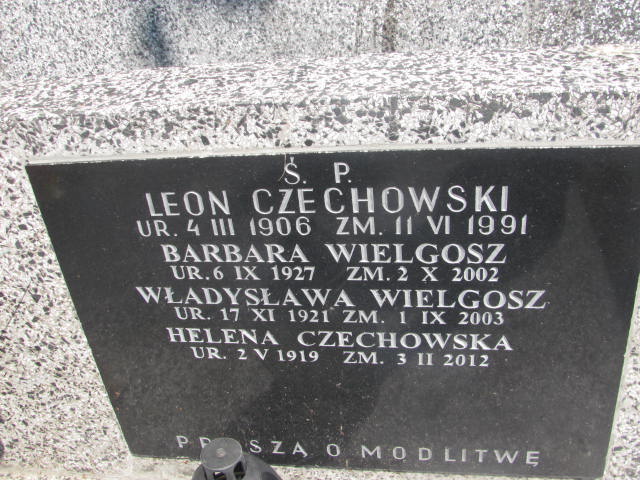 Ś. P.
LEON CZECHOWSKI
UR. 4 III 1906 ZM. 11 VI 1991
BARBARA WIELGOSZ
UR. 6 IX 1927 ZM. 2 X 2002
WŁADYSŁAWA WIELGOSZ
UR. 17 XI 1921 ZM. 1 IX 2003
HELENA CZECHOWSKA
UR. 2 V 1919 ZM. 3 II 2012
PROSZĄ O MODLITWĘ